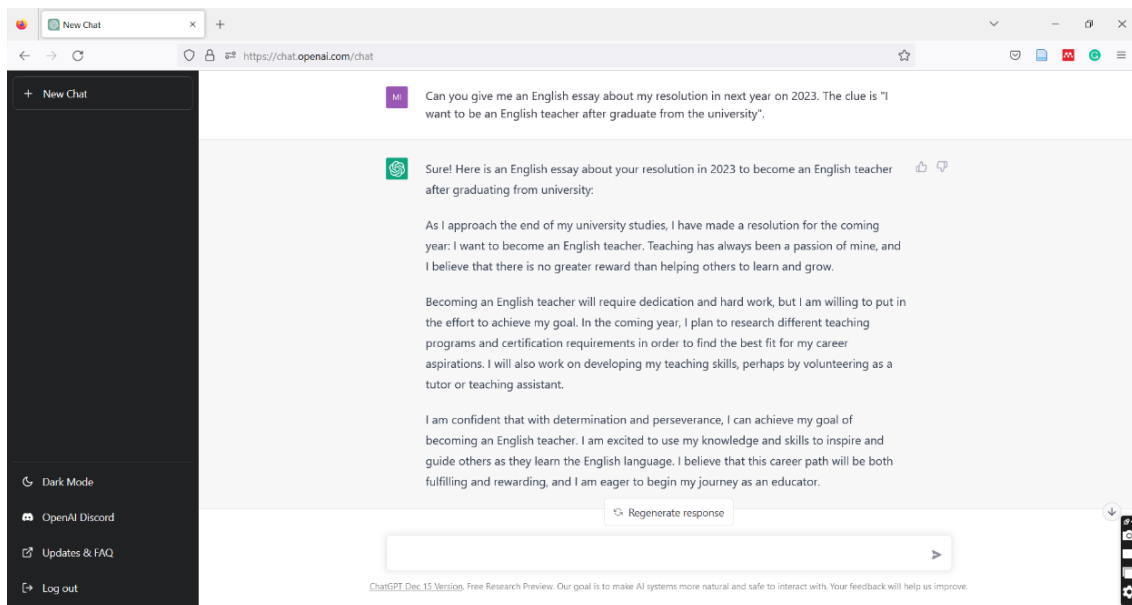 New Chat
https://chat.openai.com/chat
New Chat
MI
Can you give me an English essay about my resolution in next year on 2023. The clue is "I
want to be an English teacher after graduate from the university".
Sure! Here is an English essay about your resolution in 2023 to become an English teacher
after graduating from university:
As I approach the end of my university studies, I have made a resolution for the coming
year: I want to become an English teacher. Teaching has always been a passion of mine, and
I believe that there is no greater reward than helping others to learn and grow.
Becoming an English teacher will require dedication and hard work, but I am willing to put in
the effort to achieve my goal. In the coming year, I plan to research different teaching
programs and certification requirements in order to find the best fit for my career
aspirations. I will also work on developing my teaching skills, perhaps by volunteering as a
tutor or teaching assistant.
I am confident that with determination and perseverance, I can achieve my goal of
becoming an English teacher. I am excited to use my knowledge and skills to inspire and
guide others as they learn the English language. I believe that this career path will be both
fulfilling and rewarding, and I am eager to begin my journey as an educator.
Regenerate response
Dark Mode
OpenAI Discord
Updates & FAQ
Log out
ChatGPT Dec 15 Version. Free Research Preview. Our goal is to make AI systems more natural and safe to interact with. Your feedback will help us improve.